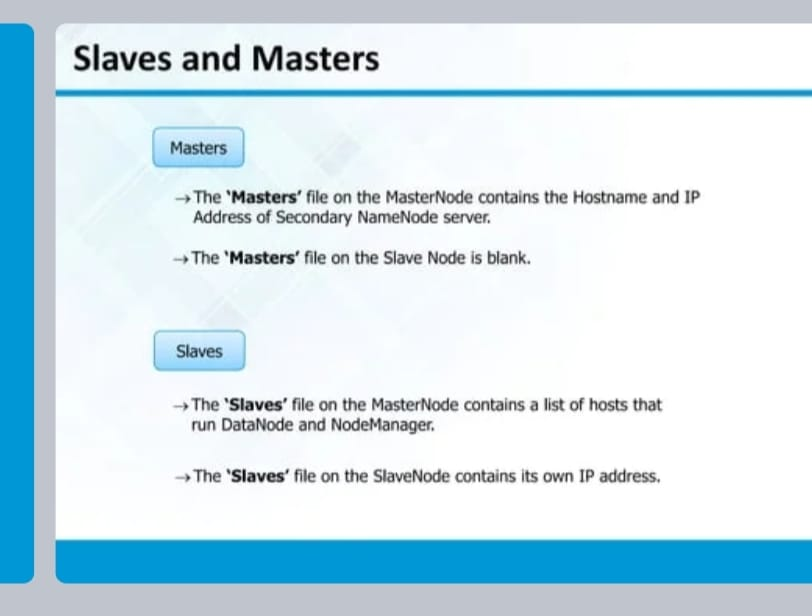 Slaves and Masters
Masters
→The ‘Masters’ file on the MasterNode contains the Hostname and IP
Address of Secondary NameNode server.
→The ‘Masters’ file on the Slave Node is blank.
Slaves
→The ‘Slaves’ file on the MasterNode contains a list of hosts that
run DataNode and NodeManager.
→The ‘Slaves’ file on the SlaveNode contains its own IP address.